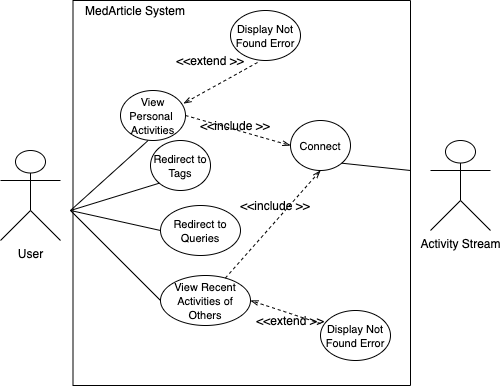 MedArticle System
Display Not
Found Error
<<extend >>
View
Personal
Activities
<<include >>
Connect
Redirect to
Tags
<<include >>
Redirect to
Queries
User
Activity Stream
View Recent
Activities of
Others
<<extend >>
Display Not
Found Error